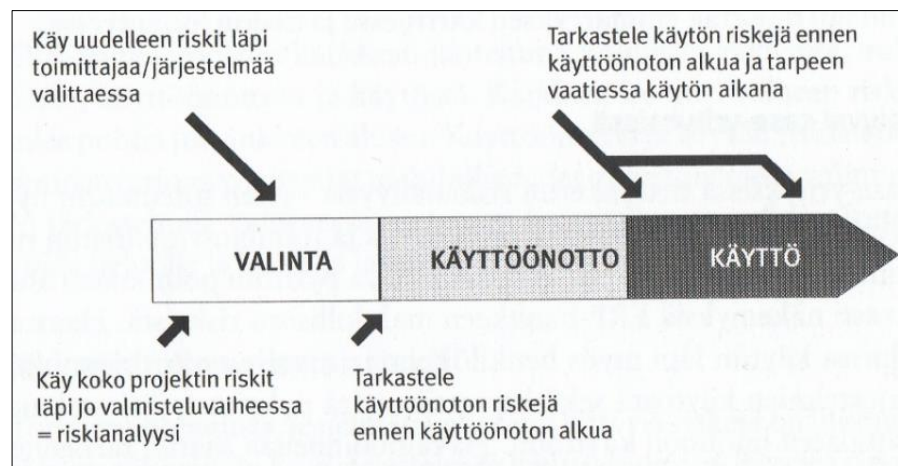 Käy uudelleen riskit läpi
toimittajaa/järjestelmää
valittaessa
Tarkastele käytön riskejä ennen
käyttöönoton alkua ja tarpeen
vaatiessa käytön aikana
VALINTA
KÄYTTÖÖNOTTO
KÄYTTÖ
Käy koko projektin riskit
läpi jo valmisteluvaiheessa
= riskianalyysi
Tarkastele
käyttöönoton riskejä
ennen käyttöönoton alkua